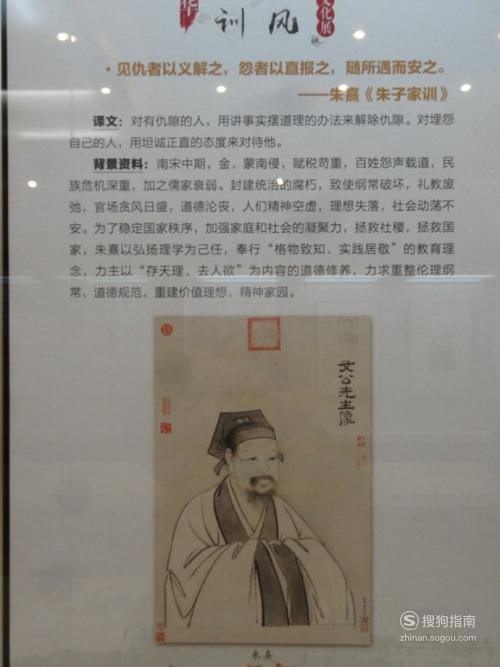 华
训 风
文化展
·见仇者以义解之,怨者以直报之,随所遇而安之。
——朱熹《朱子家训》
译文:对有仇隙的人,用讲事实摆道理的办法来解除仇隙。对埋怨
自己的人,用坦诚正直的态度来对待他。
背景资料:南宋中期,金、蒙南侵,赋税苛重,百姓怨声载道,民
族危机深重,加之儒家衰弱。封建统治的腐朽,致使纲常破坏,礼教废
弛,官场贪风日盛,道德沦丧,人们精神空虚,理想失落,社会动荡不
安。为了稳定国家秩序,加强家庭和社会的凝聚力,拯救社稷,拯救国
家,朱熹以弘扬理学为己任,奉行“格物致知、实践居敬”的教育理
念,力主以“存天理、去人欲”为内容的道德修养,力求重整伦理纲
常、道德规范,重建价值理想、精神家园。
文公先生像
朱熹
搜狗指南
zhinan.sogou.com